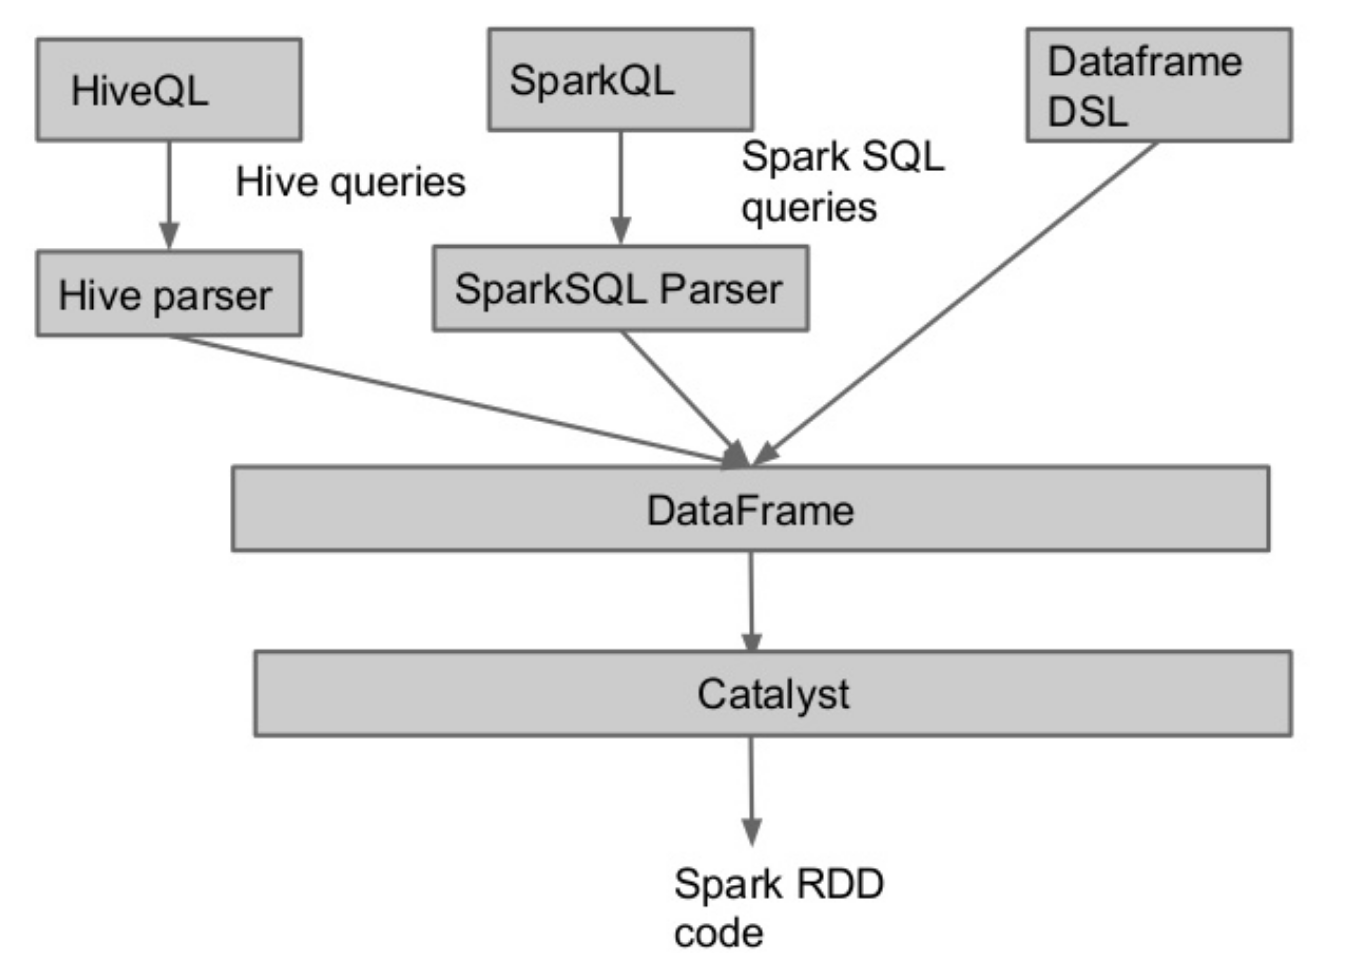 HiveQL
SparkQL
Dataframe
DSL
Hive queries
Spark SQL
queries
Hive parser
SparkSQL Parser
DataFrame
Catalyst
Spark RDD
code